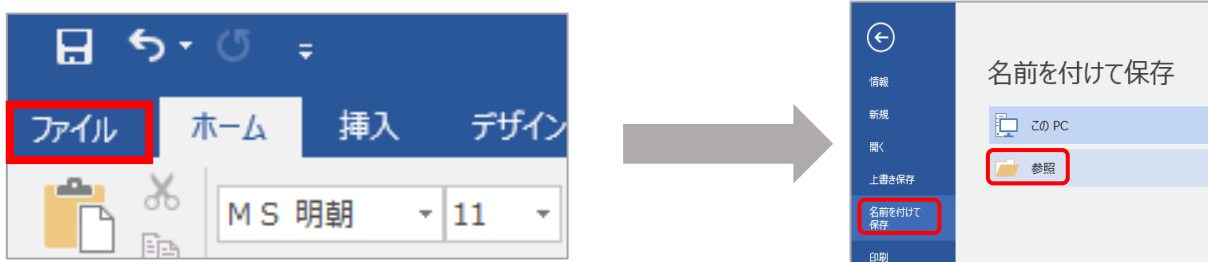 ファイル ホーム 挿入 デザイン
ＭＳ 明朝 11
名前を付けて保存
情報
新規
開く
上書き保存
名前を付けて
保存
印刷
この PC
参照